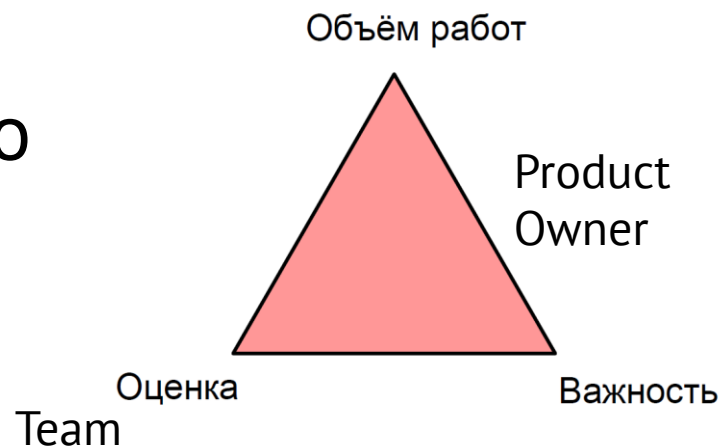 Объём работ
о
Product
Owner
Оценка
Важность
Team